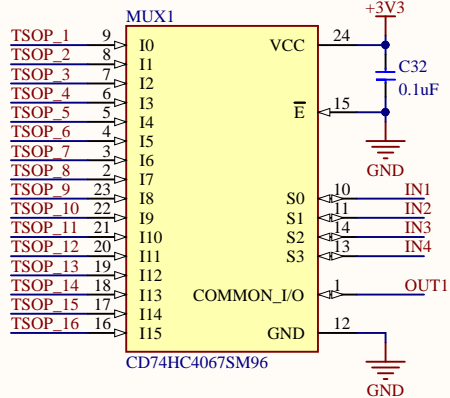 MUX1
+3V3
TSOP_1 9 I0 VCC 24
TSOP_2 8 I1
TSOP_3 7 I2
C32
TSOP_4 6 I3
0.1uF
TSOP_5 5 I4 E 15
TSOP_6 4 I5
TSOP_7 3 I6
GND
TSOP_8 2 I7
TSOP_9 23 I8 S0 10 IN1
TSOP_10 22 I9 S1 11 IN2
TSOP_11 21 I10 S2 14 IN3
TSOP_12 20 I11 S3 13 IN4
TSOP_13 19 I12
TSOP_14 18 I13 COMMON_I/O 1 OUT1
TSOP_15 17 I14
TSOP_16 16 I15 GND 12
CD74HC4067SM96
GND